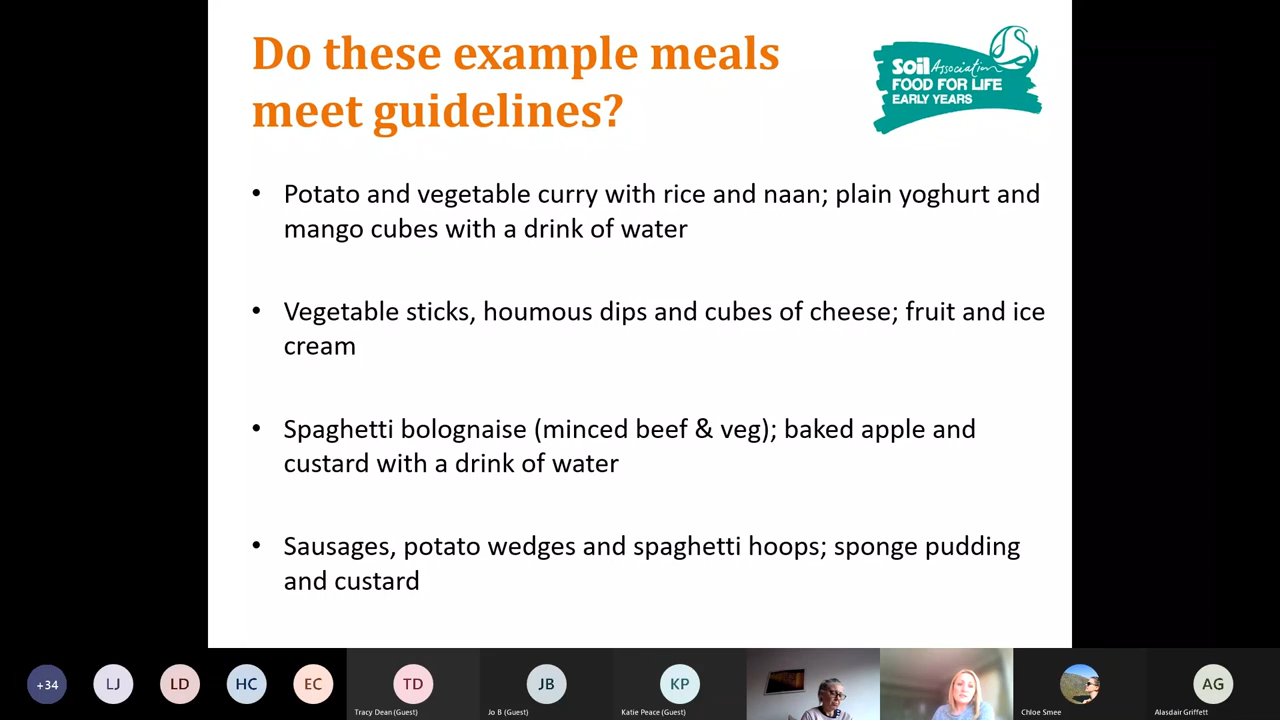 Do these example meals
meet guidelines?
Soil Association
FOOD FOR LIFE
EARLY YEARS
• Potato and vegetable curry with rice and naan; plain yoghurt and
mango cubes with a drink of water
• Vegetable sticks, houmous dips and cubes of cheese; fruit and ice
cream
• Spaghetti bolognaise (minced beef & veg); baked apple and
custard with a drink of water
• Sausages, potato wedges and spaghetti hoops; sponge pudding
and custard
+34
LJ
LD
HC
EC
TD
JB
KP
AG
Tracy Dean (Guest)
Jo B (Guest)
Katie Peace (Guest)
Chloe Smee
Alasdair Griffett